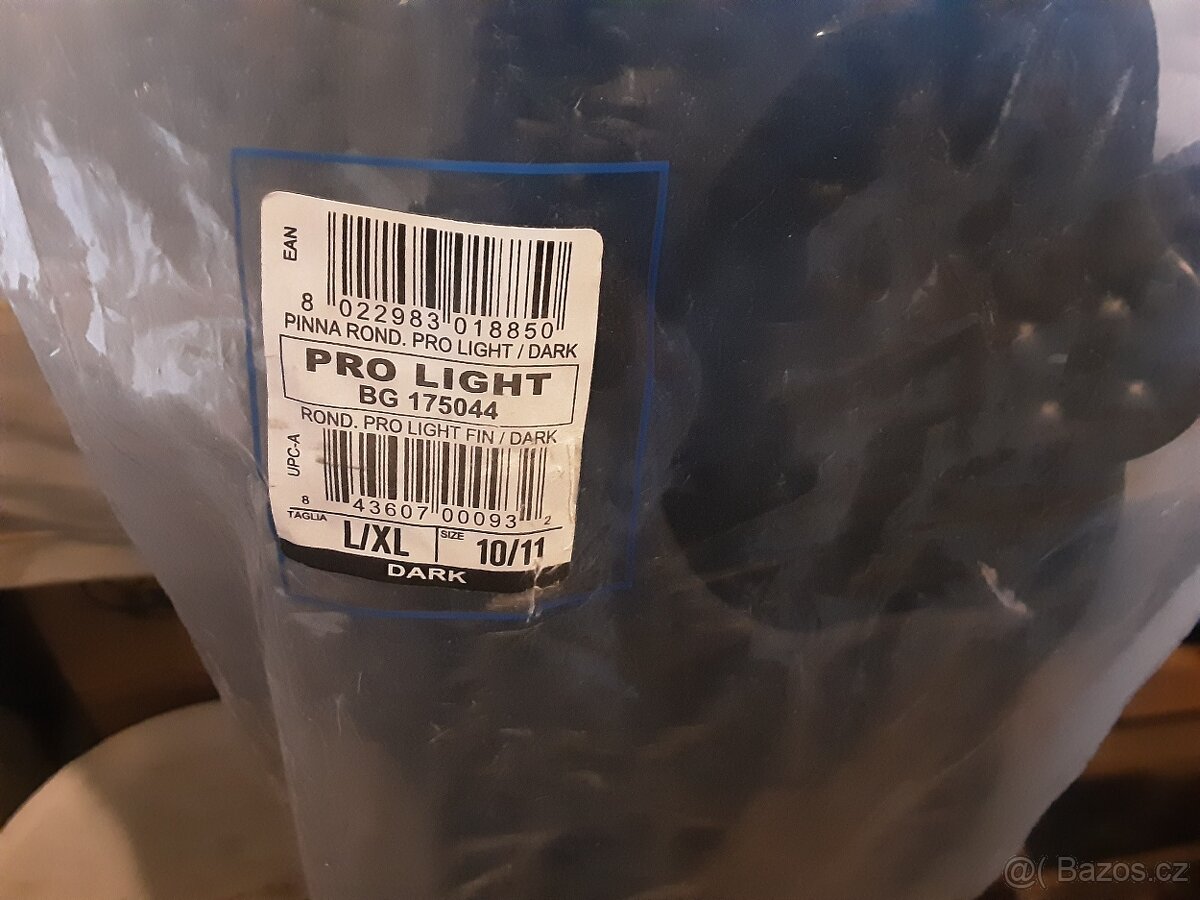 EAN
8 022983 018850
PINNA ROND. PRO LIGHT / DARK
PRO LIGHT
BG 175044
ROND. PRO LIGHT FIN / DARK
UPC-A
8 43607 00093 2
TAGLIA L/XL SIZE 10/11
DARK
@( Bazos.cz